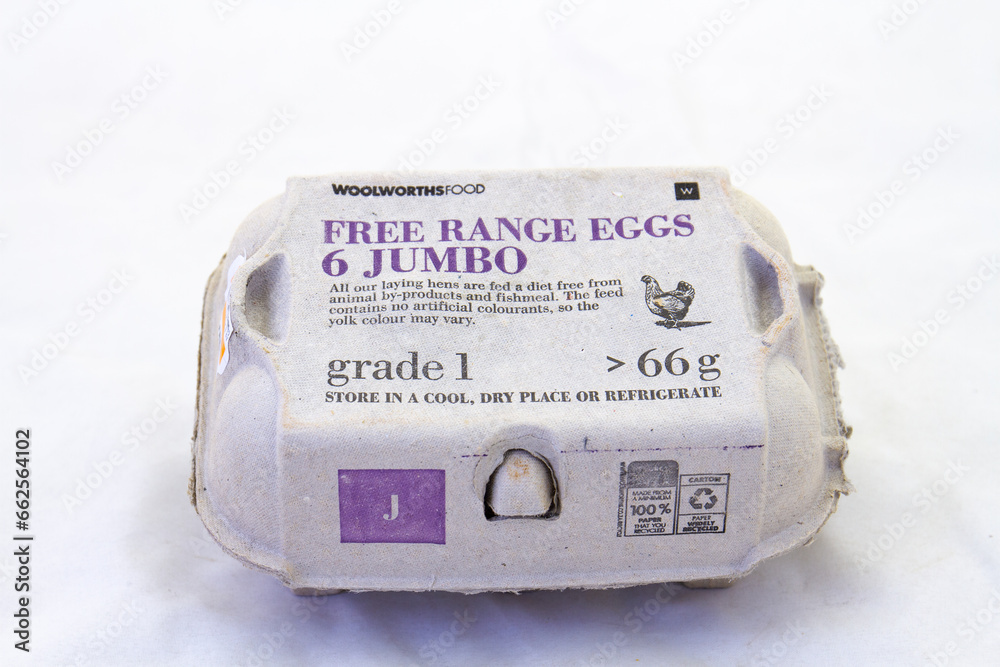 WOOLWORTHSFOOD
W
FREE RANGE EGGS
6 JUMBO
All our laying hens are fed a diet free from
animal by-products and fishmeal. The feed
contains no artificial colourants, so the
yolk colour may vary.
grade 1
> 66 g
STORE IN A COOL, DRY PLACE OR REFRIGERATE
J
MADE FROM
A MINIMUM
100%
PAPER
THAT YOU
RECYCLED
CARTON
PAPER
WIDELY
RECYCLED
Adobe Stock | #662564102